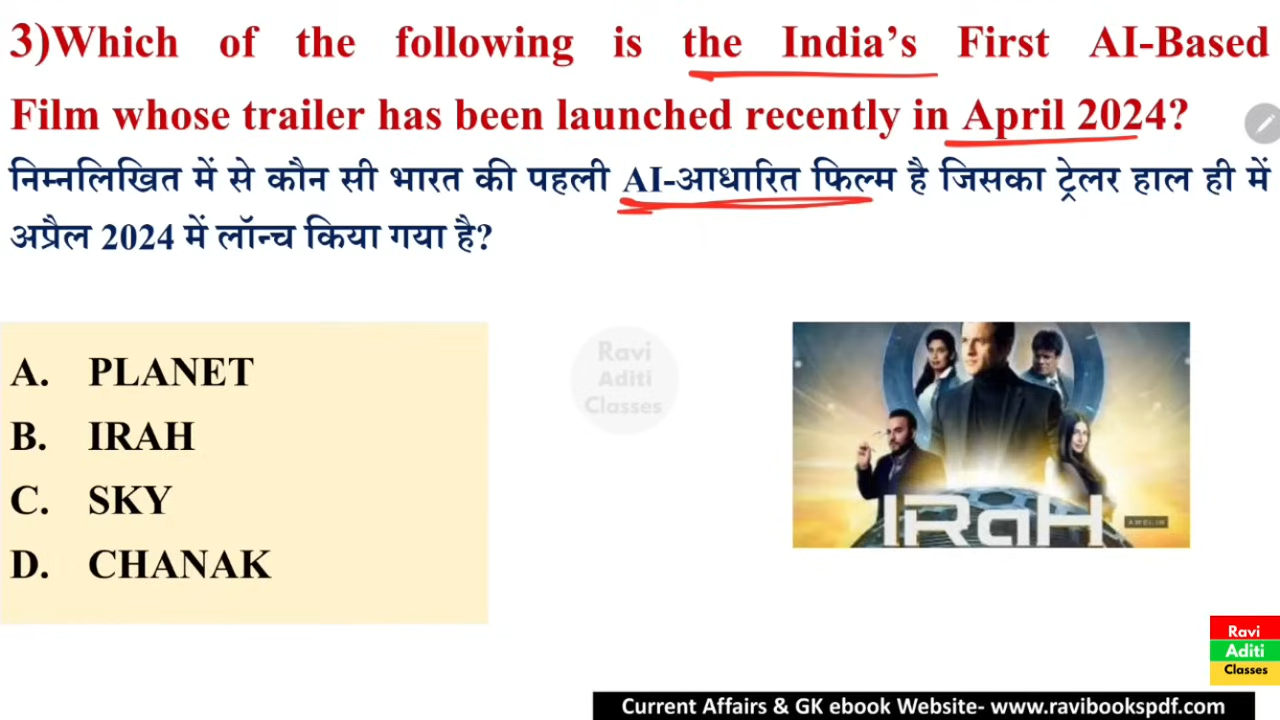 3)Which of the following is the India’s First AI-Based
Film whose trailer has been launched recently in April 2024?
निम्नलिखित में से कौन सी भारत की पहली AI-आधारित फिल्म है जिसका ट्रेलर हाल ही में
अप्रैल 2024 में लॉन्च किया गया है?
A. PLANET
B. IRAH
C. SKY
D. CHANAK
Ravi
Aditi
Classes
IRaH
Ravi
Aditi
Classes
Current Affairs & GK ebook Website- www.ravibookspdf.com